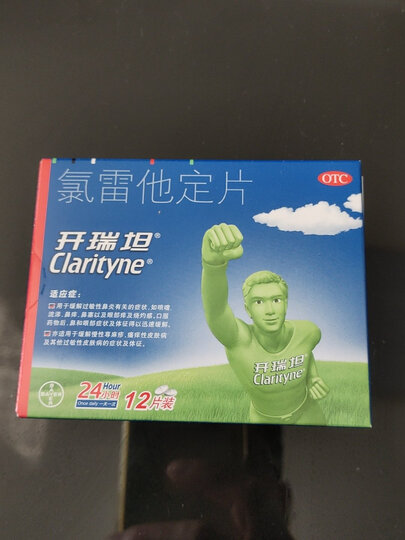 氯雷他定片
OTC
开瑞坦®
Clarityne®
适应症：
用于缓解过敏性鼻炎有关的症状，如喷嚏、
流涕、鼻痒、鼻塞以及眼部痒及烧灼感。口服
药物后，鼻和眼部症状及体征得以迅速缓解。
亦适用于缓解慢性荨麻疹、瘙痒性皮肤病
及其他过敏性皮肤病的症状及体征。
开瑞坦®
Clarityne®
24 Hour
小时
Once daily 一天一次
12片装